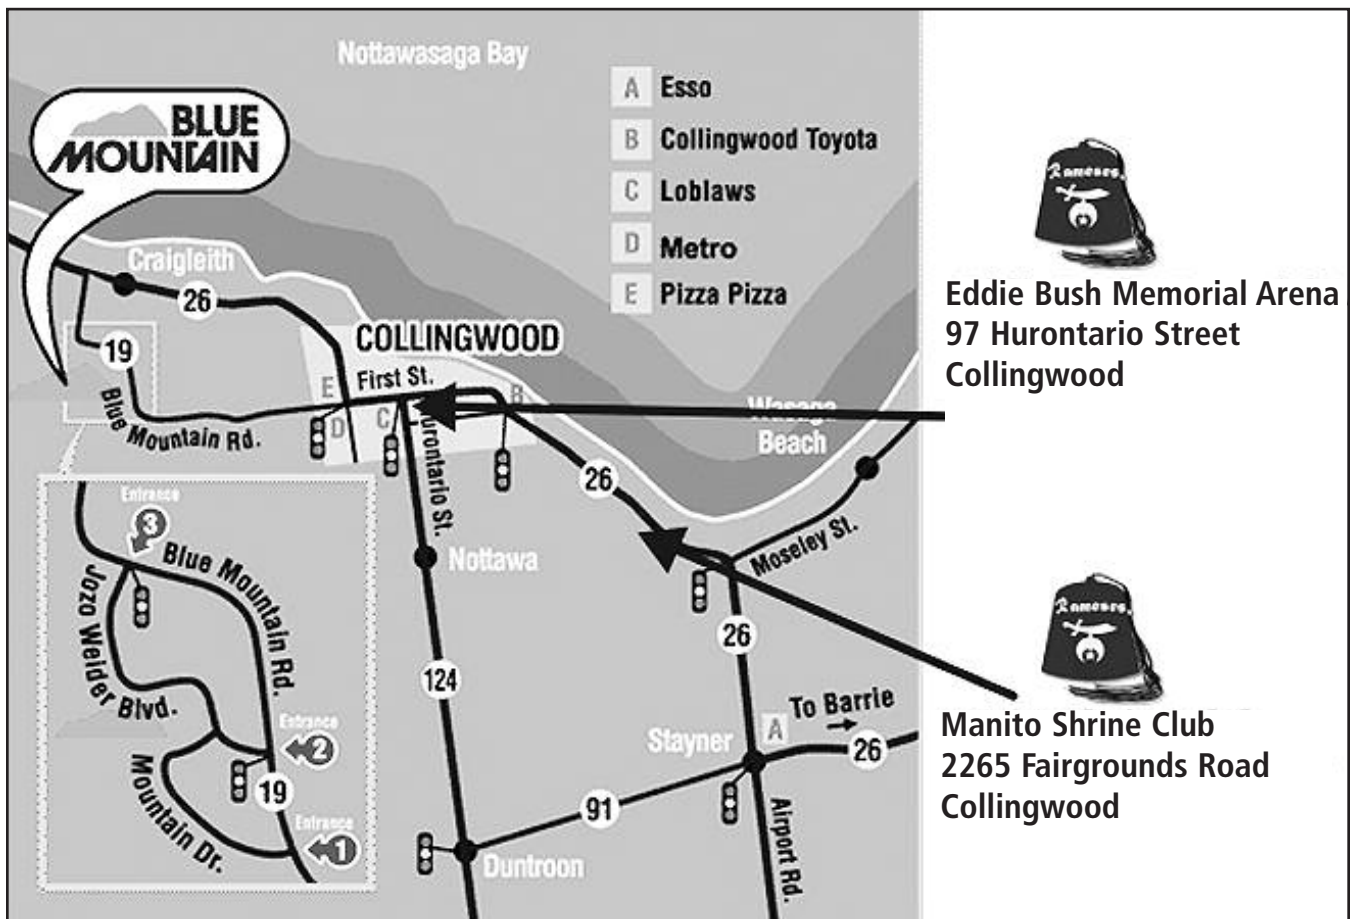 Nottawasaga Bay
A Esso
B Collingwood Toyota
C Loblaws
D Metro
E Pizza Pizza
BLUE
MOUNTAIN
Craigleith
26
19
COLLINGWOOD
First St.
E
D
C
B
Blue Mountain Rd.
Hurontario St.
Wasaga
Beach
26
Moseley St.
Nottawa
26
124
To Barrie
A
Stayner
26
91
Airport Rd.
Duntroon
Entrance
3
Blue Mountain Rd.
Jozo Weider Blvd.
Entrance
2
19
Mountain Dr.
Entrance
1
Rameses
Eddie Bush Memorial Arena
97 Hurontario Street
Collingwood
Rameses
Manito Shrine Club
2265 Fairgrounds Road
Collingwood